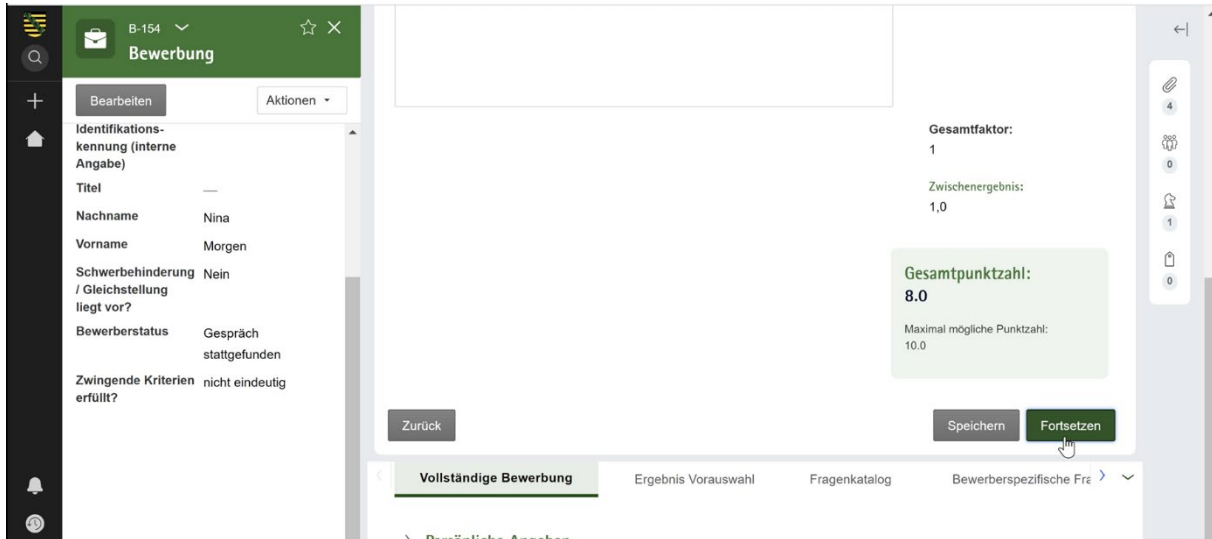 B-154
Bewerbung
Bearbeiten
Aktionen
Identifikations-
kennung (interne
Angabe)
Titel —
Nachname Nina
Vorname Morgen
Schwerbehinderung Nein
/ Gleichstellung
liegt vor?
Bewerberstatus Gespräch
stattgefunden
Zwingende Kriterien nicht eindeutig
erfüllt?
Gesamtfaktor:
1
Zwischenergebnis:
1,0
Gesamtpunktzahl:
8.0
Maximal mögliche Punktzahl:
10.0
Zurück
Speichern
Fortsetzen
Vollständige Bewerbung
Ergebnis Vorauswahl
Fragenkatalog
Bewerberspezifische Fra
Persönliche Angaben
4
0
1
0